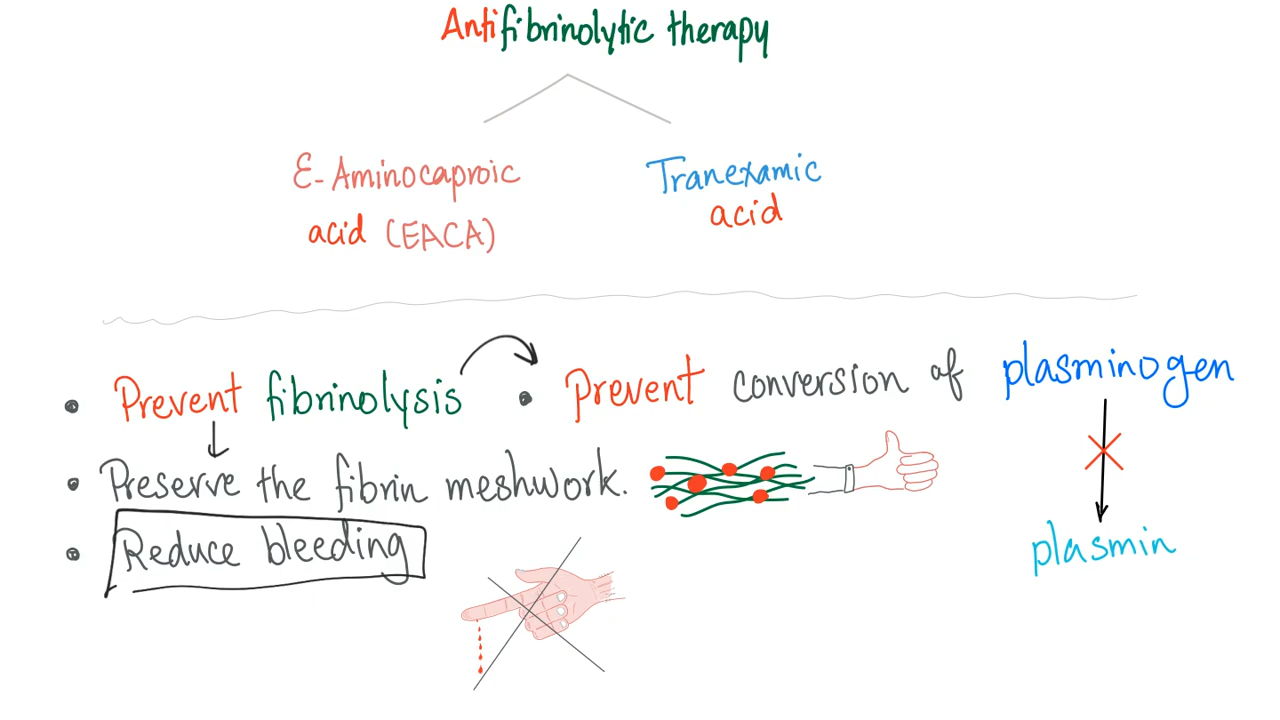 Antifibrinolytic therapy
Ɛ-Aminocaproic
acid (EACA)
Tranexamic
acid
• Prevent fibrinolysis
• Prevent conversion of plasminogen
• Preserve the fibrin meshwork.
• Reduce bleeding
plasmin